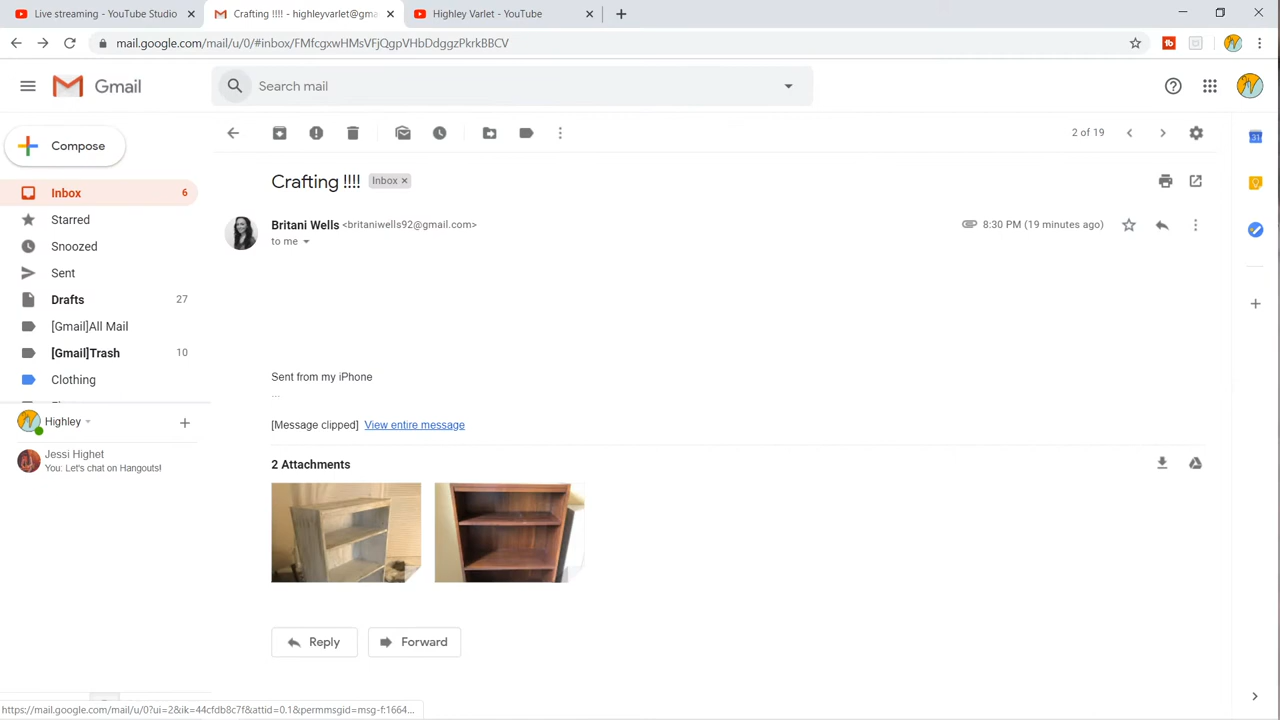 Live streaming - YouTube Studio
Crafting !!!! - highleyvarlet@gma
Highley Varlet - YouTube
mail.google.com/mail/u/0/#inbox/FMfcgxwHMsVFjQgpVHbDdggzPkrkBBCV
Gmail
Search mail
Compose
2 of 19
31
Inbox 6
Crafting !!!! Inbox ×
Starred
Snoozed
Sent
Drafts 27
[Gmail]All Mail
[Gmail]Trash 10
Clothing
Highley
Jessi Highet
You: Let's chat on Hangouts!
Britani Wells <britaniwells92@gmail.com>
8:30 PM (19 minutes ago)
to me
Sent from my iPhone
...
[Message clipped] View entire message
2 Attachments
Reply
Forward
https://mail.google.com/mail/u/0?ui=2&ik=44cfdb8c7f&attid=0.1&permmsgid=msg-f:1664...